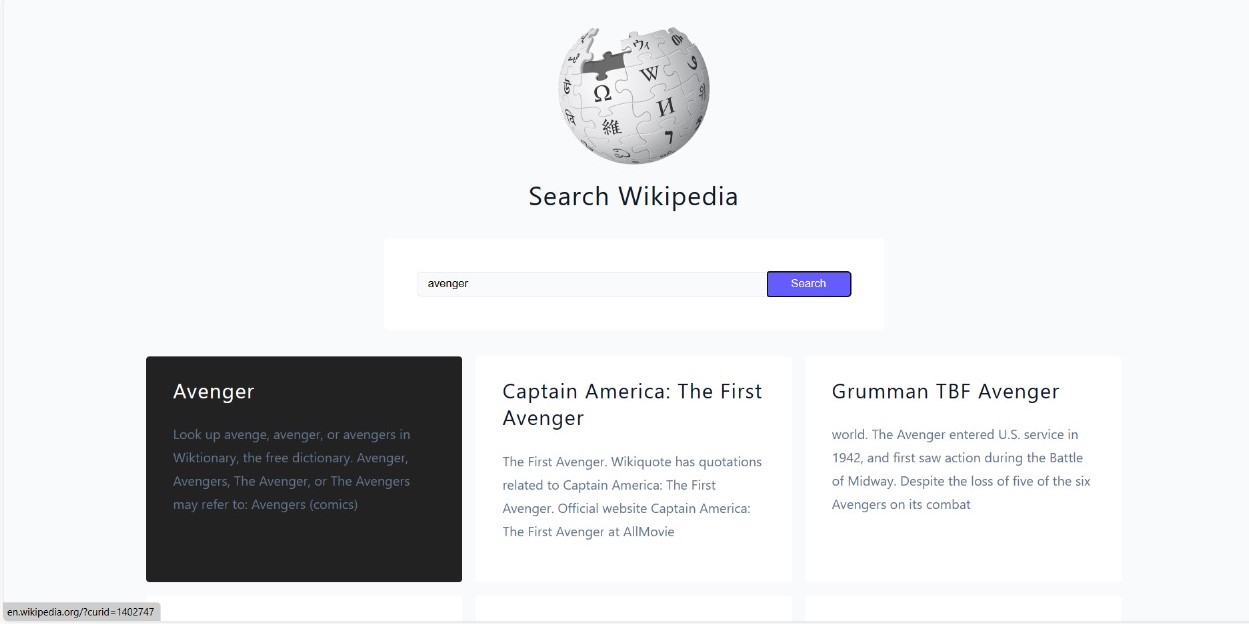 Ω
W
И
維
Search Wikipedia
avenger
Search
Avenger
Look up avenge, avenger, or avengers in
Wiktionary, the free dictionary. Avenger,
Avengers, The Avenger, or The Avengers
may refer to: Avengers (comics)
Captain America: The First
Avenger
The First Avenger. Wikiquote has quotations
related to Captain America: The First
Avenger. Official website Captain America:
The First Avenger at AllMovie
Grumman TBF Avenger
world. The Avenger entered U.S. service in
1942, and first saw action during the Battle
of Midway. Despite the loss of five of the six
Avengers on its combat
en.wikipedia.org/?curid=1402747